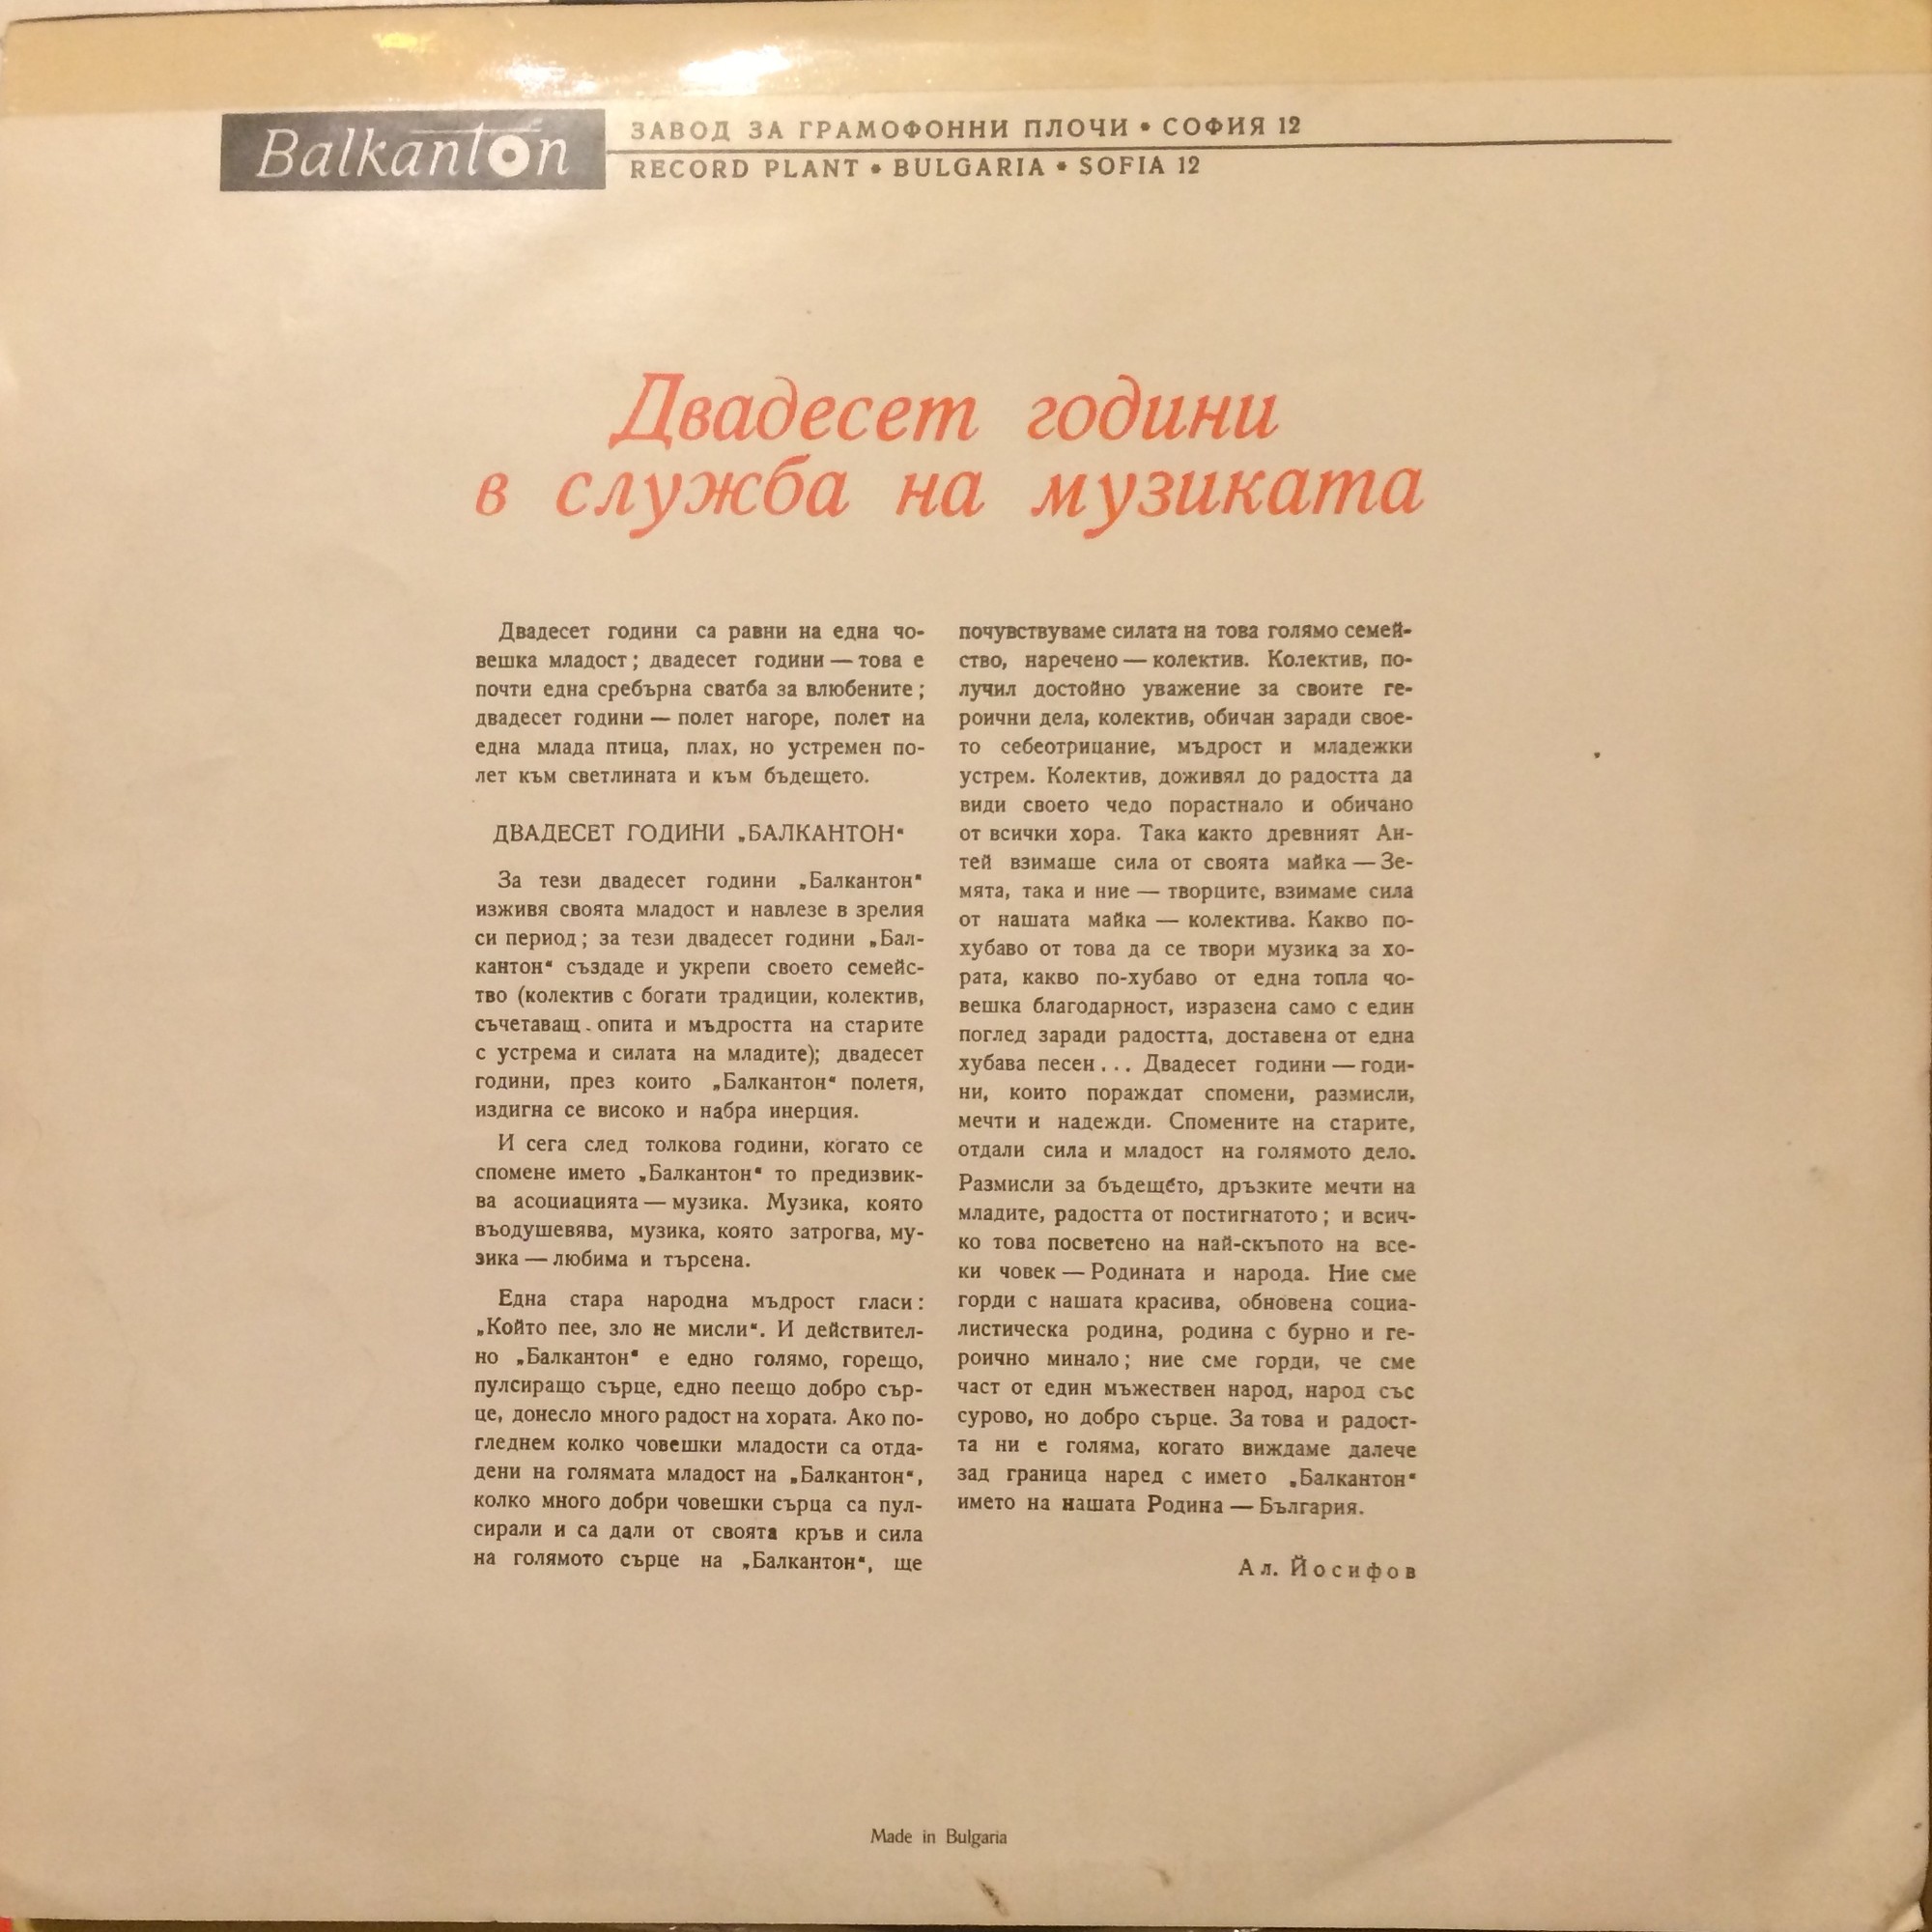 Balkanton
ЗАВОД ЗА ГРАМОФОННИ ПЛОЧИ • СОФИЯ 12
RECORD PLANT • BULGARIA • SOFIA 12
Двадесет години
в служба на музиката
Двадесет години са равни на една чо-
вешка младост; двадесет години — това е
почти една сребърна сватба за влюбените;
двадесет години — полет нагоре, полет на
една млада птица, плах, но устремен по-
лет към светлината и към бъдещето.
ДВАДЕСЕТ ГОДИНИ „БАЛКАНТОН“
За тези двадесет години „Балкантон“
изживя своята младост и навлезе в зрелия
си период; за тези двадесет години „Бал-
кантон“ създаде и укрепи своето семейс-
тво (колектив с богати традиции, колектив,
съчетаващ опита и мъдростта на старите
с устрема и силата на младите); двадесет
години, през които „Балкантон“ полетя,
издигна се високо и набра инерция.
И сега след толкова години, когато се
спомене името „Балкантон“ то предизвик-
ва асоциацията — музика. Музика, която
въодушевява, музика, която затрогва, му-
зика — любима и търсена.
Една стара народна мъдрост гласи:
„Който пее, зло не мисли“. И действител-
но „Балкантон“ е едно голямо, горещо,
пулсиращо сърце, едно пеещо добро сър-
це, донесло много радост на хората. Ако по-
гледнем колко човешки младости са отда-
дени на голямата младост на „Балкантон“,
колко много добри човешки сърца са пул-
сирали и са дали от своята кръв и сила
на голямото сърце на „Балкантон“, ще
почувствуваме силата на това голямо семей-
ство, наречено — колектив. Колектив, по-
лучил достойно уважение за своите ге-
роични дела, колектив, обичан заради свое-
то себеотрицание, мъдрост и младежки
устрем. Колектив, доживял до радостта да
види своето чедо порастнало и обичано
от всички хора. Така както древният Ан-
тей взимаше сила от своята майка — Зе-
мята, така и ние — творците, взимаме сила
от нашата майка — колектива. Какво по-
хубаво от това да се твори музика за хо-
рата, какво по-хубаво от една топла чо-
вешка благодарност, изразена само с един
поглед заради радостта, доставена от една
хубава песен... Двадесет години — годи-
ни, които пораждат спомени, размисли,
мечти и надежди. Спомените на старите,
отдали сила и младост на голямото дело.
Размисли за бъдещето, дръзките мечти на
младите, радостта от постигнатото; и всич-
ко това посветено на най-скъпото на все-
ки човек — Родината и народа. Ние сме
горди с нашата красива, обновена социа-
листическа родина, родина с бурно и ге-
роично минало; ние сме горди, че сме
част от един мъжествен народ, народ със
сурово, но добро сърце. За това и радост-
та ни е голяма, когато виждаме далече
зад граница наред с името „Балкантон“
името на нашата Родина — България.
Ал. Йосифов
Made in Bulgaria